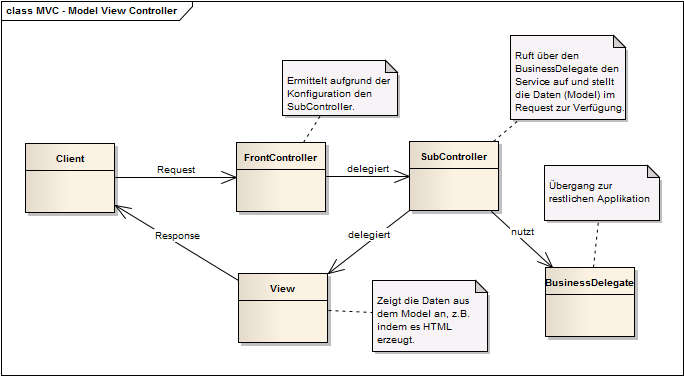 class MVC - Model View Controller
Ruft über den
BusinessDelegate den
Service auf und stellt
die Daten (Model) im
Request zur Verfügung.
Ermittelt aufgrund der
Konfiguration den
SubController.
Client
Request
FrontController
delegiert
SubController
Übergang zur
restlichen Applikation
Response
delegiert
nutzt
View
BusinessDelegate
Zeigt die Daten aus
dem Model an, z.B.
indem es HTML
erzeugt.